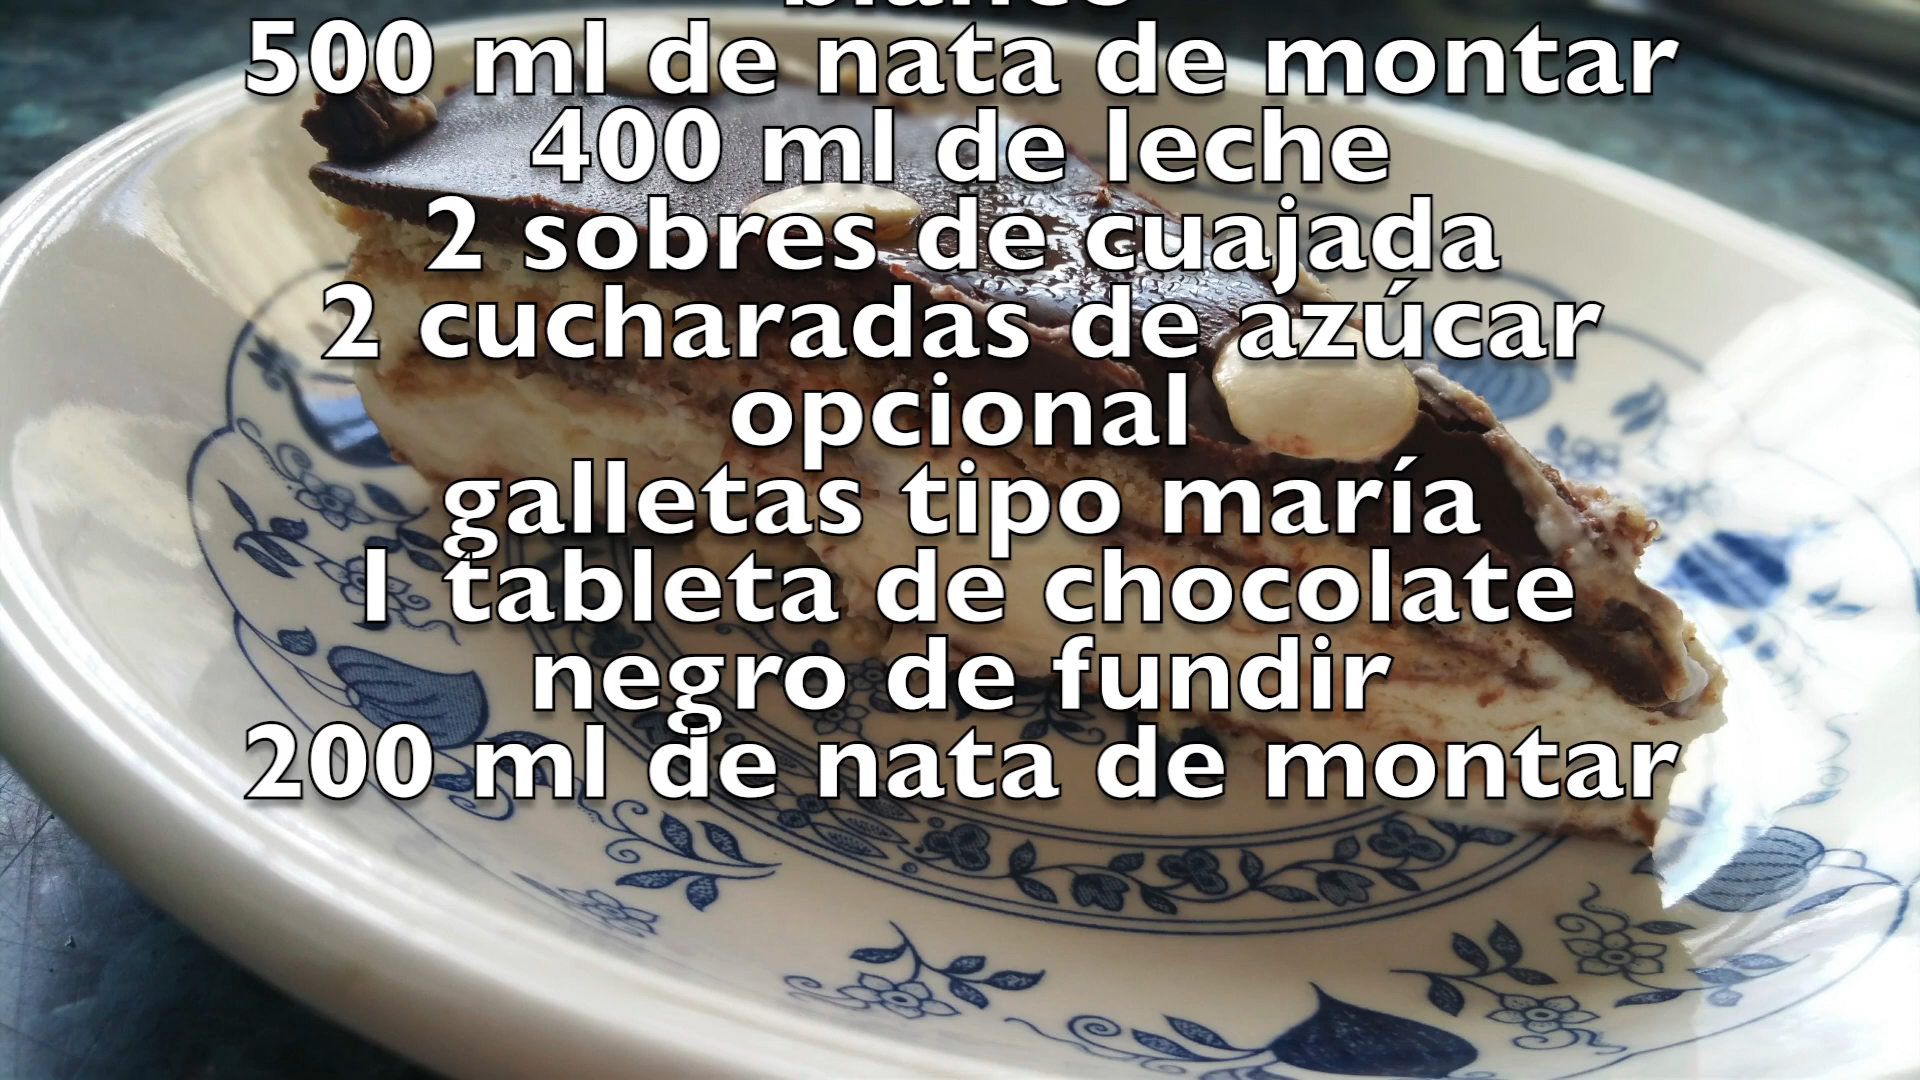 500 ml de nata de montar
400 ml de leche
2 sobres de cuajada
2 cucharadas de azúcar
opcional
galletas tipo maría
1 tableta de chocolate
negro de fundir
200 ml de nata de montar